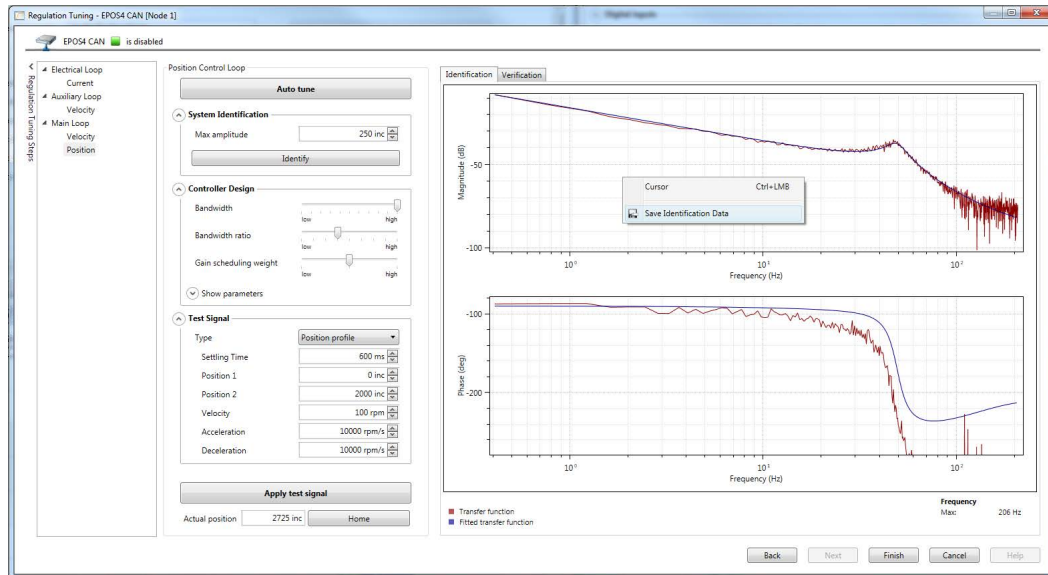 Digital Inputs
Regulation Tuning - EPOS4 CAN [Node 1]
EPOS4 CAN is disabled
Regulation Tuning Steps
Electrical Loop
Current
Auxiliary Loop
Velocity
Main Loop
Velocity
Position
Position Control Loop
Auto tune
System Identification
Max amplitude 250 inc
Identify
Controller Design
Bandwidth
low high
Bandwidth ratio
low high
Gain scheduling weight
low high
Show parameters
Test Signal
Type Position profile
Settling Time 600 ms
Position 1 0 inc
Position 2 2000 inc
Velocity 100 rpm
Acceleration 10000 rpm/s
Deceleration 10000 rpm/s
Apply test signal
Actual position 2725 inc Home
Identification Verification
Magnitude (dB)
-50
-100
Cursor Ctrl+LMB
Save Identification Data
10⁰ 10¹ 10²
Frequency (Hz)
Phase (deg)
-100
-200
10⁰ 10¹ 10²
Frequency (Hz)
Transfer function
Fitted transfer function
Frequency
Max: 206 Hz
Back Next Finish Cancel Help